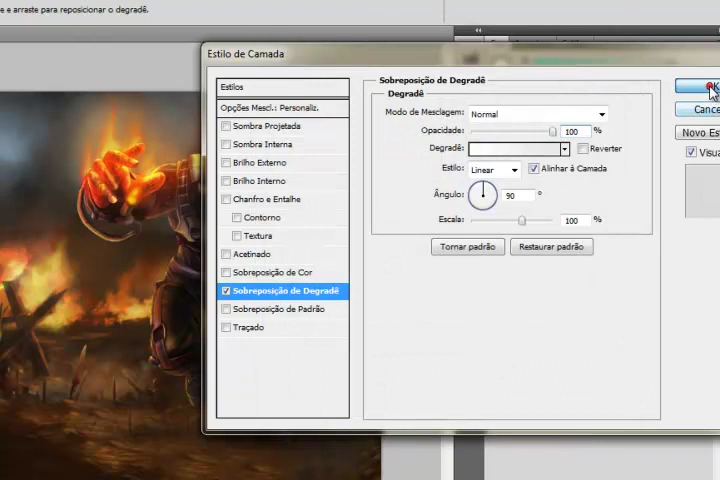 e e arraste para reposicionar o degradê.
Estilo de Camada
Estilos
Opções Mescl.: Personaliz.
Sombra Projetada
Sombra Interna
Brilho Externo
Brilho Interno
Chanfro e Entalhe
Contorno
Textura
Acetinado
Sobreposição de Cor
Sobreposição de Degradê
Sobreposição de Padrão
Traçado
Sobreposição de Degradê
Degradê
Modo de Mesclagem: Normal
Opacidade: 100 %
Degradê: Reverter
Estilo: Linear Alinhar à Camada
Ângulo: 90 °
Escala: 100 %
Tornar padrão Restaurar padrão
Cance
Novo Es
Visua